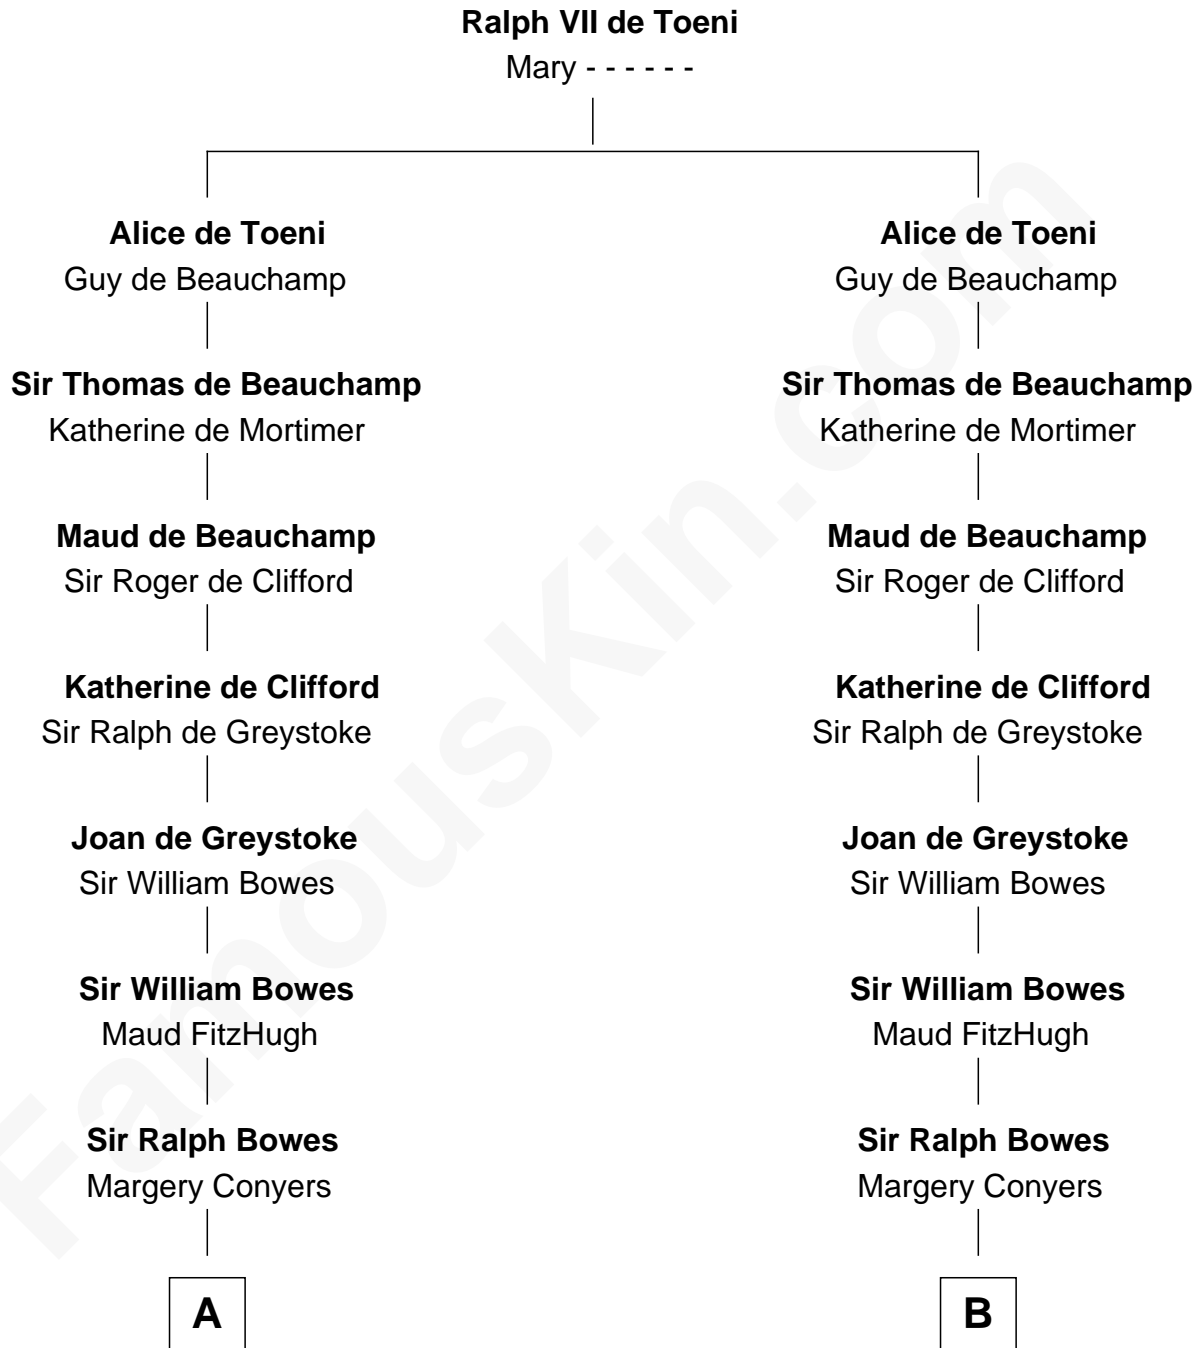 Ralph VII de Toeni
Mary - - - - - -
Alice de Toeni
Guy de Beauchamp
Sir Thomas de Beauchamp
Katherine de Mortimer
Maud de Beauchamp
Sir Roger de Clifford
Katherine de Clifford
Sir Ralph de Greystoke
Joan de Greystoke
Sir William Bowes
Sir William Bowes
Maud FitzHugh
Sir Ralph Bowes
Margery Conyers
A
Alice de Toeni
Guy de Beauchamp
Sir Thomas de Beauchamp
Katherine de Mortimer
Maud de Beauchamp
Sir Roger de Clifford
Katherine de Clifford
Sir Ralph de Greystoke
Joan de Greystoke
Sir William Bowes
Sir William Bowes
Maud FitzHugh
Sir Ralph Bowes
Margery Conyers
B
FamousKin.com